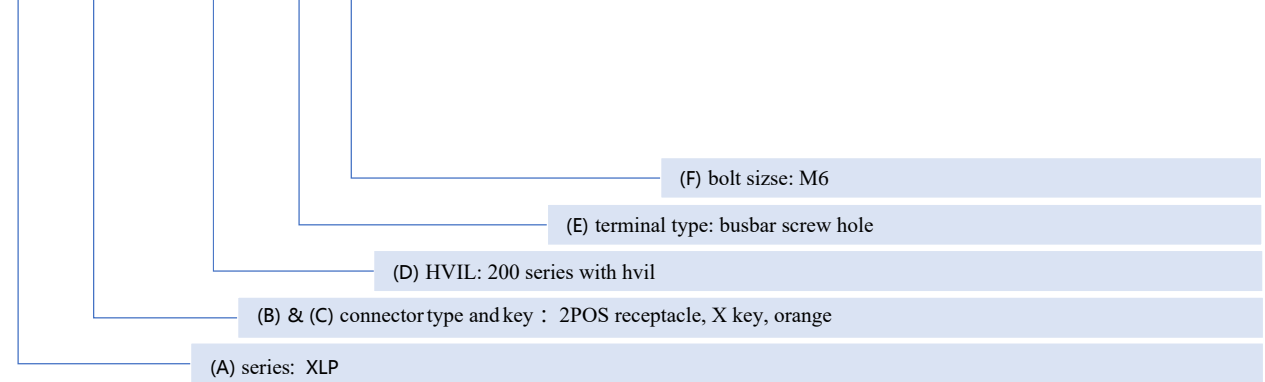 (F) bolt sizse: M6
(E) terminal type: busbar screw hole
(D) HVIL: 200 series with hvil
(B) & (C) connector type and key： 2POS receptacle, X key, orange
(A) series: XLP